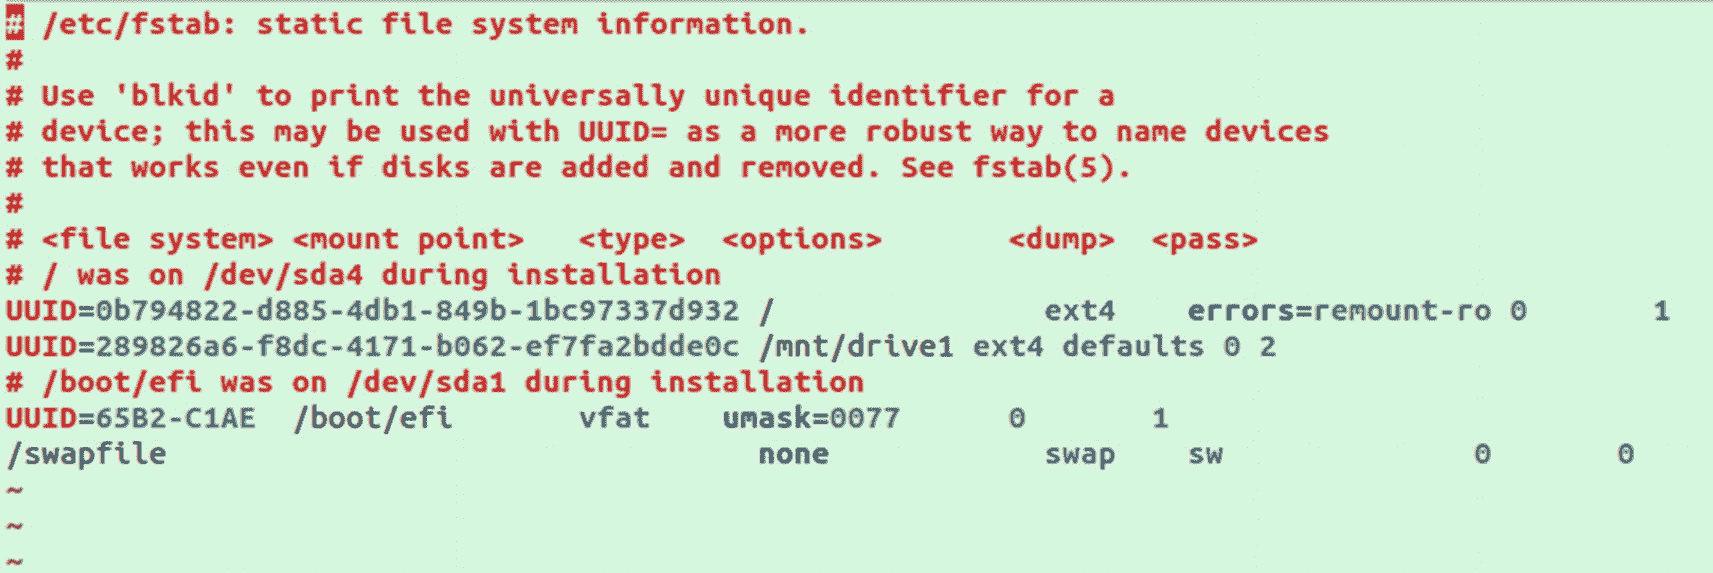 # /etc/fstab: static file system information.
#
# Use 'blkid' to print the universally unique identifier for a
# device; this may be used with UUID= as a more robust way to name devices
# that works even if disks are added and removed. See fstab(5).
#
# <file system> <mount point>   <type>  <options>       <dump>  <pass>
# / was on /dev/sda4 during installation
UUID=0b794822-d885-4db1-849b-1bc97337d932 /               ext4    errors=remount-ro 0       1
UUID=289826a6-f8dc-4171-b062-ef7fa2bdde0c /mnt/drive1 ext4 defaults 0 2
# /boot/efi was on /dev/sda1 during installation
UUID=65B2-C1AE  /boot/efi       vfat    umask=0077      0       1
/swapfile                                 none            swap    sw              0       0
~
~
~